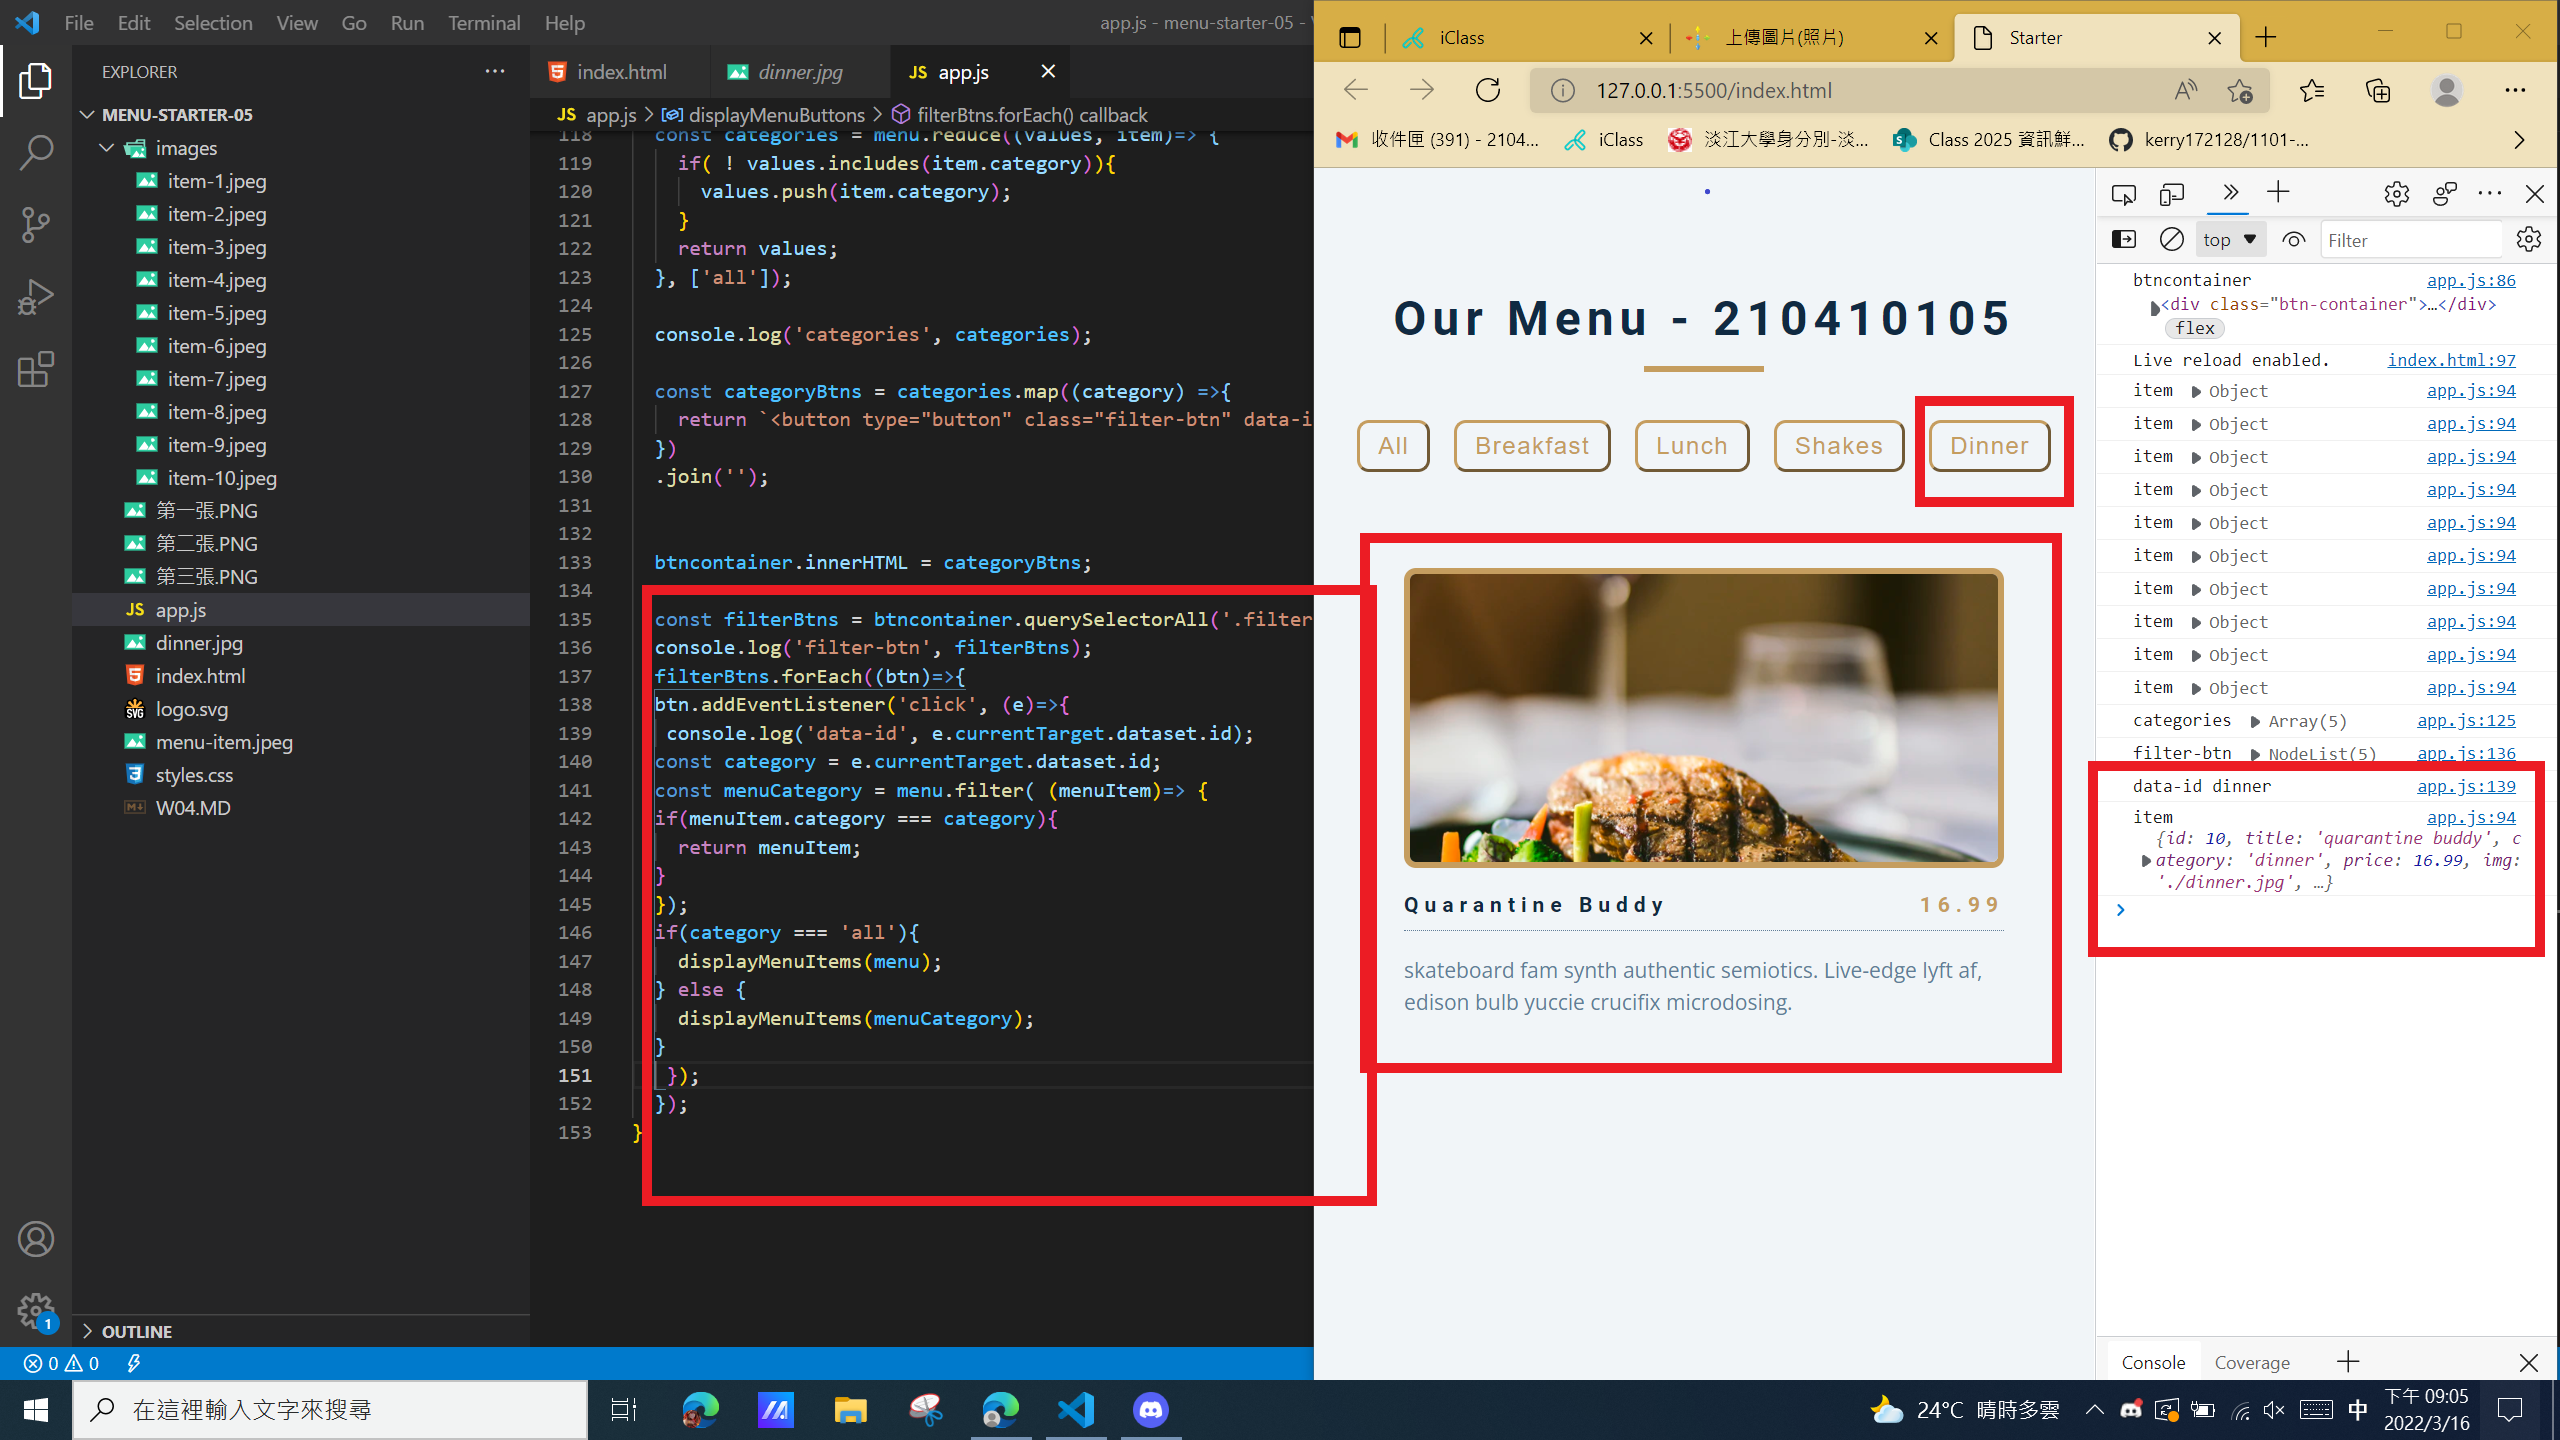 File Edit Selection View Go Run Terminal Help
app.js - menu-starter-05 -
EXPLORER
MENU-STARTER-05
images
item-1.jpeg
item-2.jpeg
item-3.jpeg
item-4.jpeg
item-5.jpeg
item-6.jpeg
item-7.jpeg
item-8.jpeg
item-9.jpeg
item-10.jpeg
第一張.PNG
第二張.PNG
第三張.PNG
JS app.js
dinner.jpg
index.html
logo.svg
menu-item.jpeg
styles.css
W04.MD
OUTLINE
0 0
index.html
dinner.jpg
JS app.js
JS app.js > displayMenuButtons > filterBtns.forEach() callback
118 const categories = menu.reduce((values, item)=> {
119 if( ! values.includes(item.category)){
120 values.push(item.category);
121 }
122 return values;
123 }, ['all']);
124
125 console.log('categories', categories);
126
127 const categoryBtns = categories.map((category) =>{
128 return `<button type="button" class="filter-btn" data-i
129 })
130 .join('');
131
132
133 btncontainer.innerHTML = categoryBtns;
134
135 const filterBtns = btncontainer.querySelectorAll('.filter
136 console.log('filter-btn', filterBtns);
137 filterBtns.forEach((btn)=>{
138 btn.addEventListener('click', (e)=>{
139 console.log('data-id', e.currentTarget.dataset.id);
140 const category = e.currentTarget.dataset.id;
141 const menuCategory = menu.filter( (menuItem)=> {
142 if(menuItem.category === category){
143 return menuItem;
144 }
145 });
146 if(category === 'all'){
147 displayMenuItems(menu);
148 } else {
149 displayMenuItems(menuCategory);
150 }
151 });
152 });
153 }
iClass
上傳圖片(照片)
Starter
127.0.0.1:5500/index.html
收件匣 (391) - 2104...
iClass
淡江大學身分別-淡...
Class 2025 資訊鮮...
kerry172128/1101-...
Our Menu - 210410105
All
Breakfast
Lunch
Shakes
Dinner
Quarantine Buddy 16.99
skateboard fam synth authentic semiotics. Live-edge lyft af,
edison bulb yuccie crucifix microdosing.
top
Filter
btncontainer app.js:86
<div class="btn-container">…</div>
flex
Live reload enabled. index.html:97
item Object app.js:94
item Object app.js:94
item Object app.js:94
item Object app.js:94
item Object app.js:94
item Object app.js:94
item Object app.js:94
item Object app.js:94
item Object app.js:94
item Object app.js:94
categories Array(5) app.js:125
filter-btn NodeList(5) app.js:136
data-id dinner app.js:139
item app.js:94
{id: 10, title: 'quarantine buddy', c
ategory: 'dinner', price: 16.99, img:
'./dinner.jpg', …}
Console Coverage
在這裡輸入文字來搜尋
24°C 晴時多雲
中
下午 09:05
2022/3/16
1